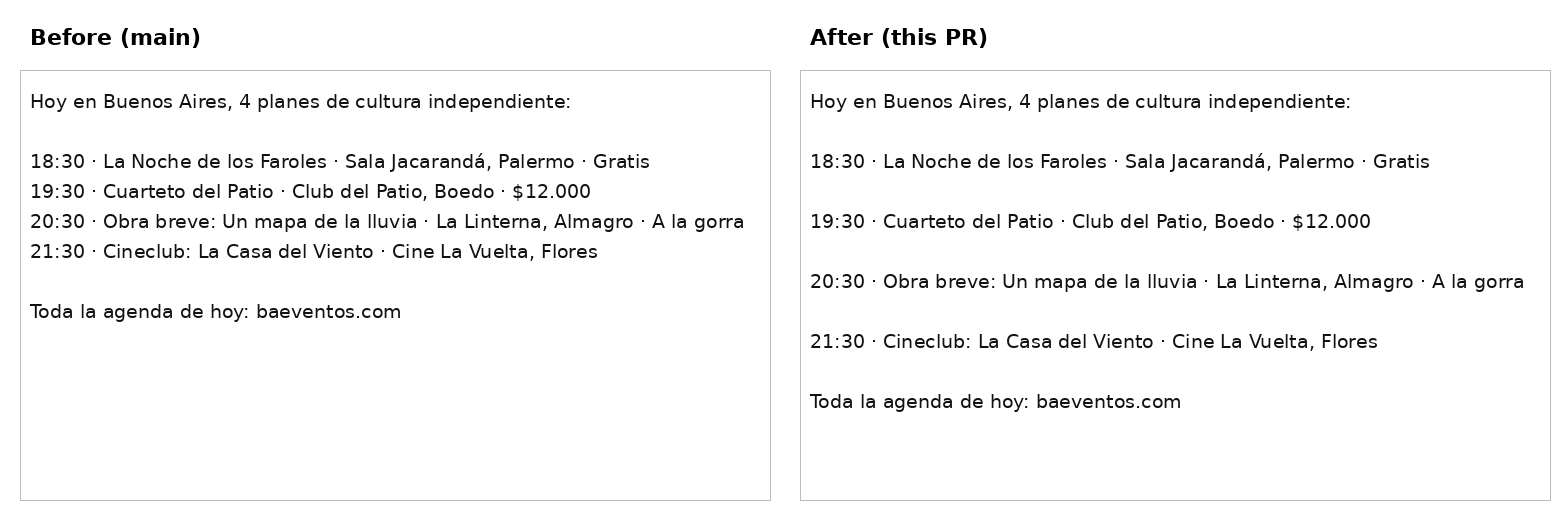 Before (main)
Hoy en Buenos Aires, 4 planes de cultura independiente:
18:30 · La Noche de los Faroles · Sala Jacarandá, Palermo · Gratis
19:30 · Cuarteto del Patio · Club del Patio, Boedo · $12.000
20:30 · Obra breve: Un mapa de la lluvia · La Linterna, Almagro · A la gorra
21:30 · Cineclub: La Casa del Viento · Cine La Vuelta, Flores
Toda la agenda de hoy: baeventos.com
After (this PR)
Hoy en Buenos Aires, 4 planes de cultura independiente:
18:30 · La Noche de los Faroles · Sala Jacarandá, Palermo · Gratis
19:30 · Cuarteto del Patio · Club del Patio, Boedo · $12.000
20:30 · Obra breve: Un mapa de la lluvia · La Linterna, Almagro · A la gorra
21:30 · Cineclub: La Casa del Viento · Cine La Vuelta, Flores
Toda la agenda de hoy: baeventos.com